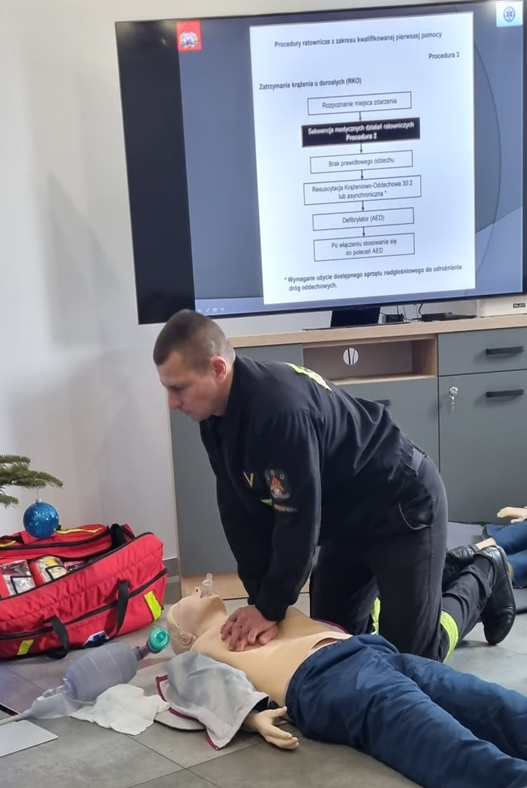 Procedury ratownicze z zakresu kwalifikowanej pierwszej pomocy
Procedura 3
Zatrzymanie krążenia u dorosłych (RKO)
Rozpoznanie miejsca zdarzenia
Sekwencja medycznych działań ratowniczych
Procedura 2
Brak prawidłowego oddechu
Resuscytacja Krążeniowo-Oddechowa 30:2
lub asynchroniczna *
Defibrylator (AED)
Po włączeniu stosowanie się
do poleceń AED
* Wymagane użycie dostępnego sprzętu nadgłośniowego do udrożnienia
dróg oddechowych.